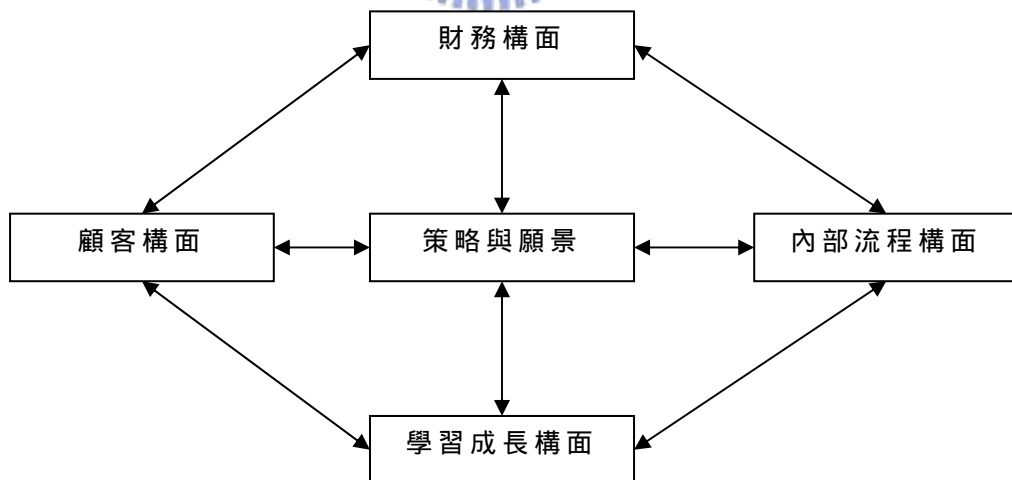 財務構面
顧客構面
策略與願景
內部流程構面
學習成長構面